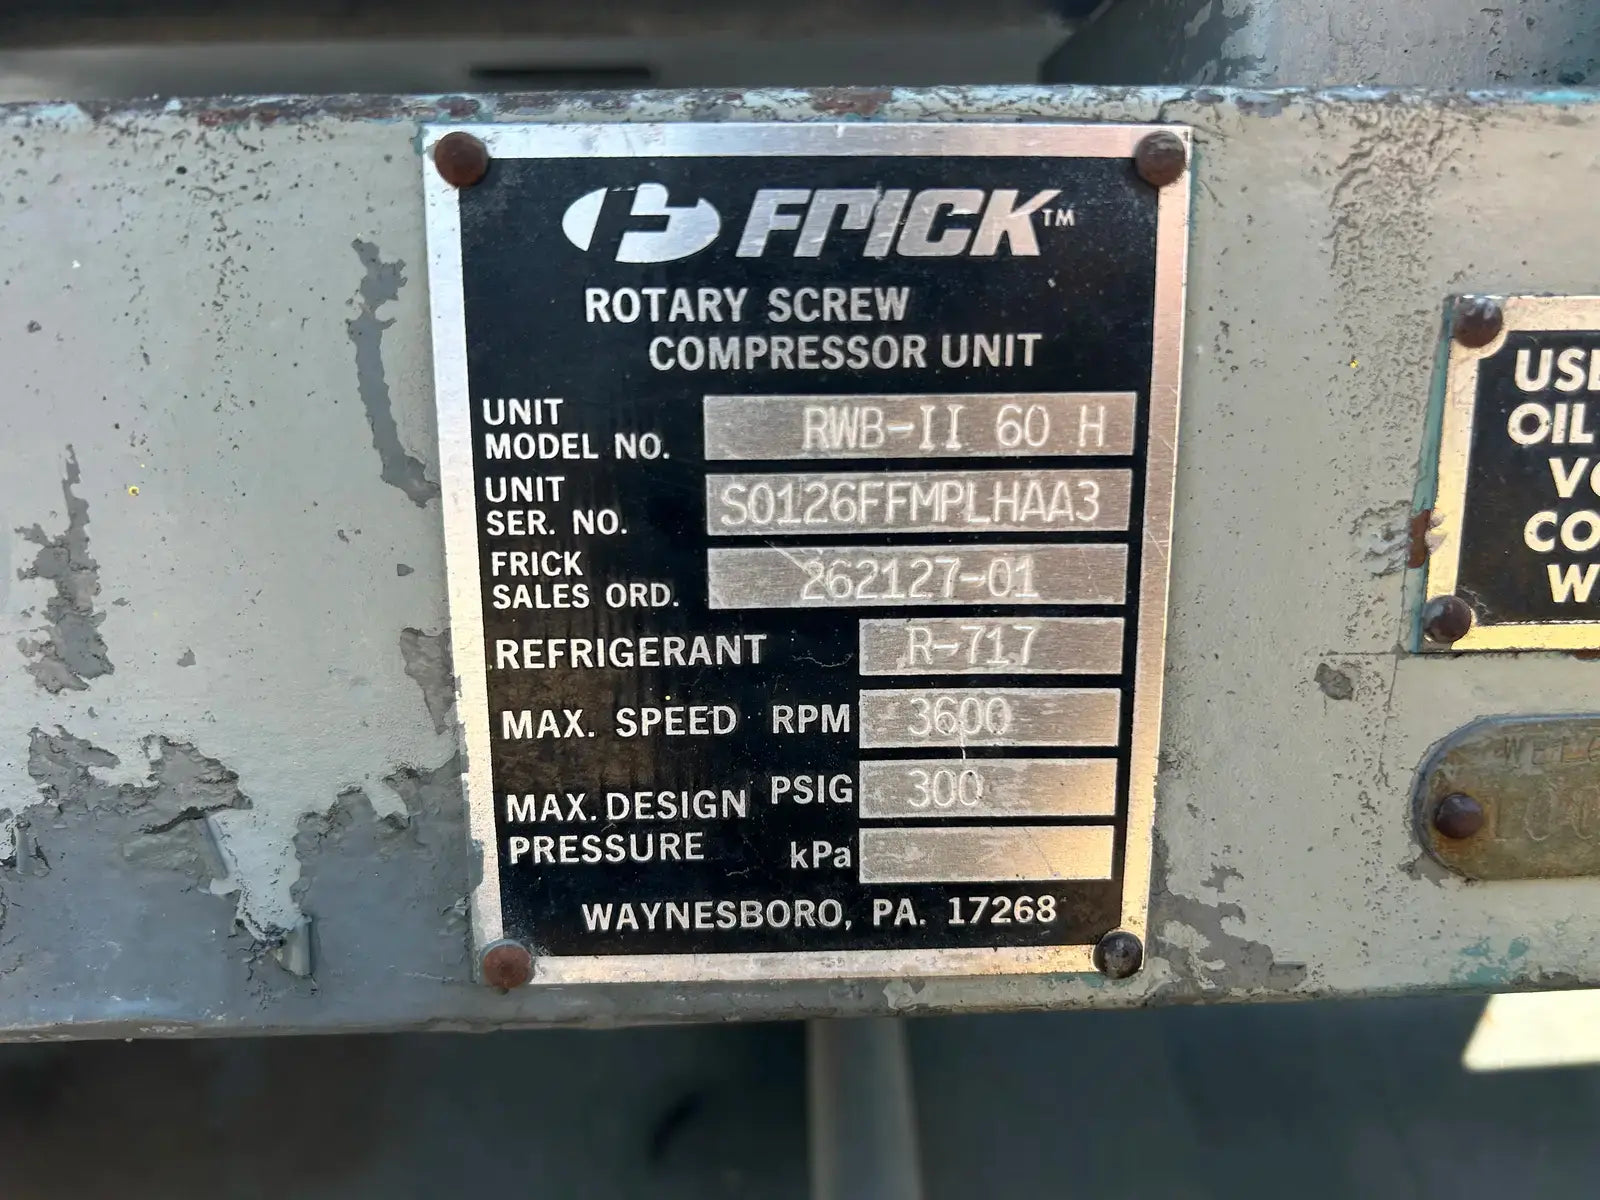 FRICK™
ROTARY SCREW
COMPRESSOR UNIT
UNIT
MODEL NO. RWB-II 60 H
UNIT
SER. NO. S0126FFMPLHAA3
FRICK
SALES ORD. 262127-01
REFRIGERANT R-717
MAX. SPEED RPM 3600
MAX. DESIGN PSIG 300
PRESSURE kPa
WAYNESBORO, PA. 17268
OIL